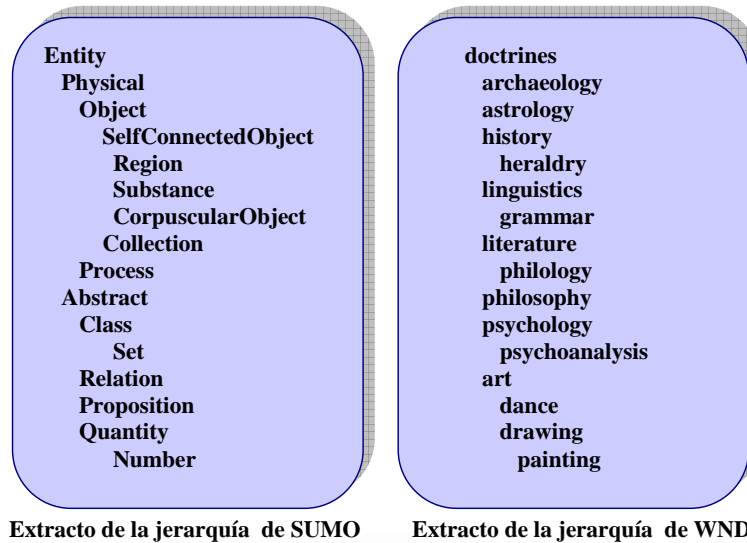 Entity
Physical
Object
SelfConnectedObject
Region
Substance
CorpuscularObject
Collection
Process
Abstract
Class
Set
Relation
Proposition
Quantity
Number
Extracto de la jerarquía de SUMO
doctrines
archaeology
astrology
history
heraldry
linguistics
grammar
literature
philology
philosophy
psychology
psychoanalysis
art
dance
drawing
painting
Extracto de la jerarquía de WND